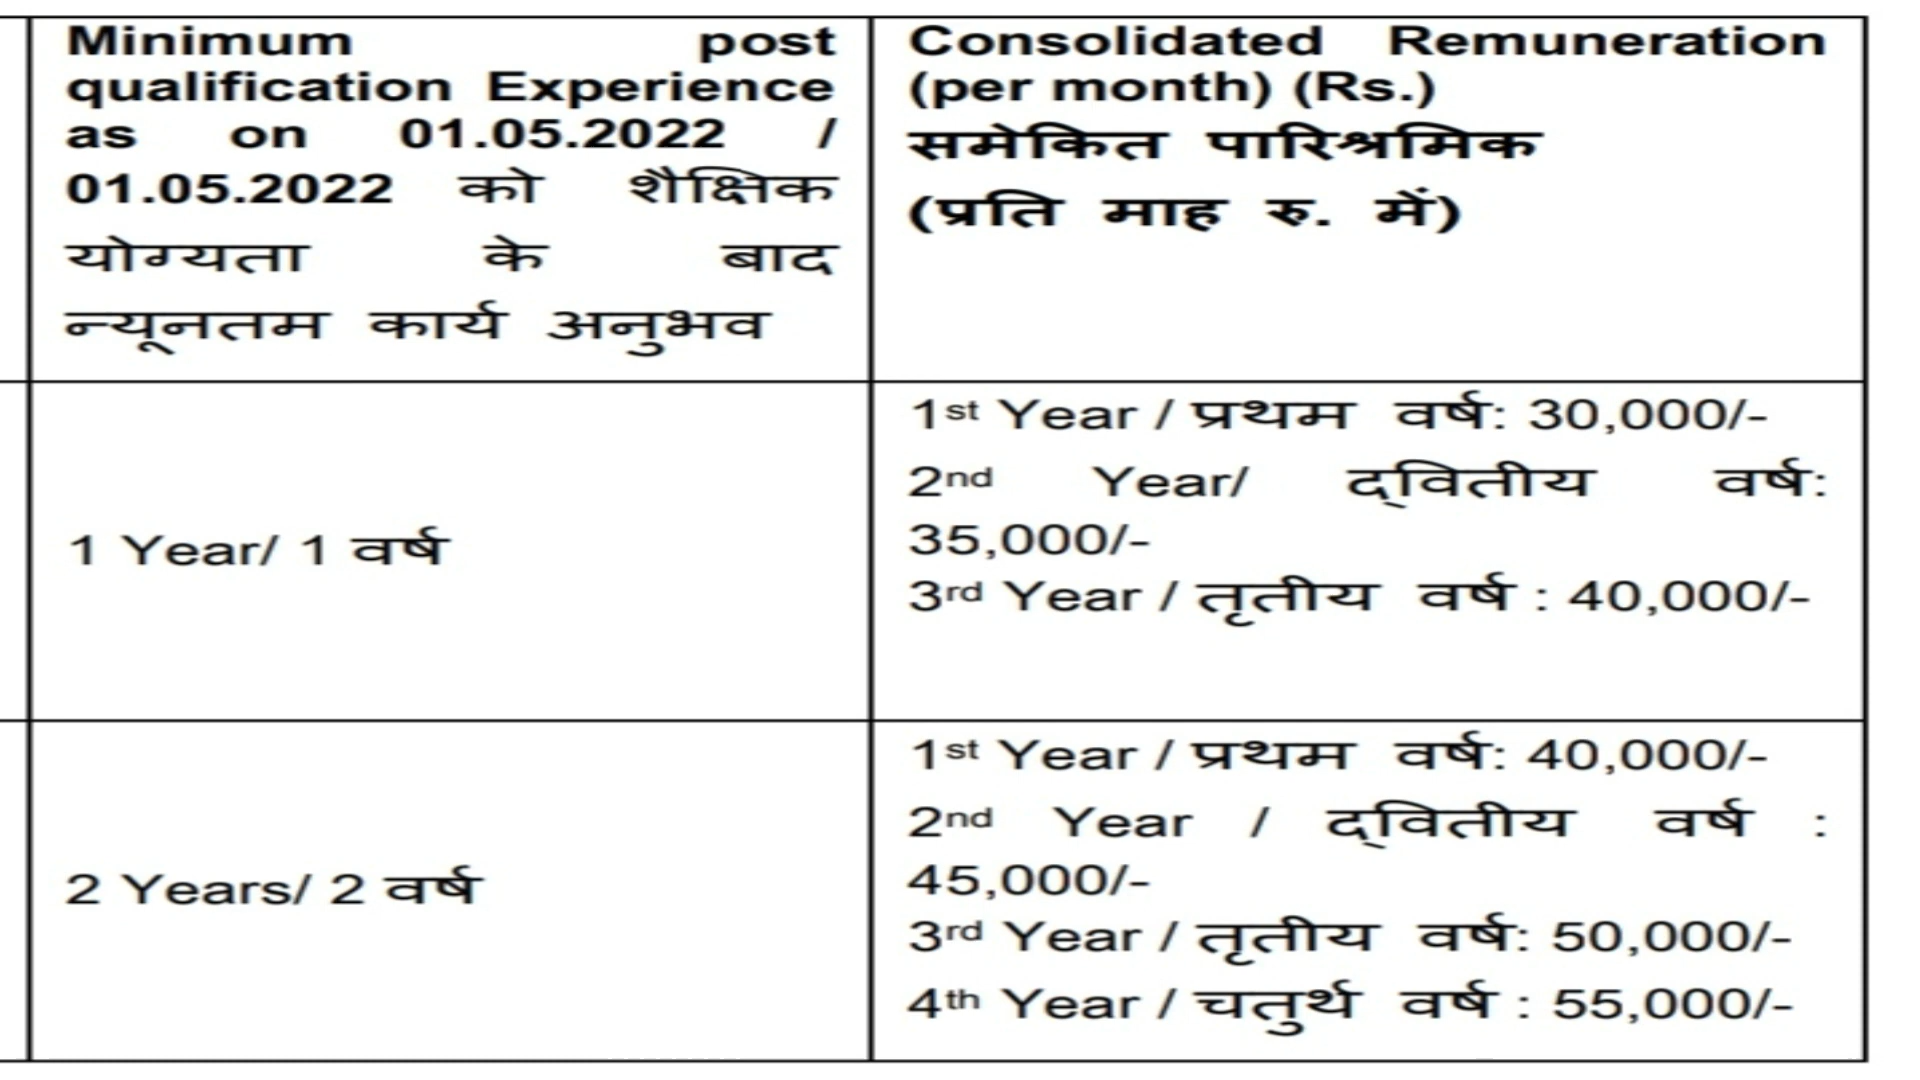 Minimum post
qualification Experience
as on 01.05.2022 /
01.05.2022 को शैक्षिक
योग्यता के बाद
न्यूनतम कार्य अनुभव
Consolidated Remuneration
(per month) (Rs.)
समेकित पारिश्रमिक
(प्रति माह रु. में)
1 Year/ 1 वर्ष
1st Year / प्रथम वर्ष: 30,000/-
2nd Year/ द्वितीय वर्ष:
35,000/-
3rd Year / तृतीय वर्ष : 40,000/-
2 Years/ 2 वर्ष
1st Year / प्रथम वर्ष: 40,000/-
2nd Year / द्वितीय वर्ष :
45,000/-
3rd Year / तृतीय वर्ष: 50,000/-
4th Year / चतुर्थ वर्ष : 55,000/-